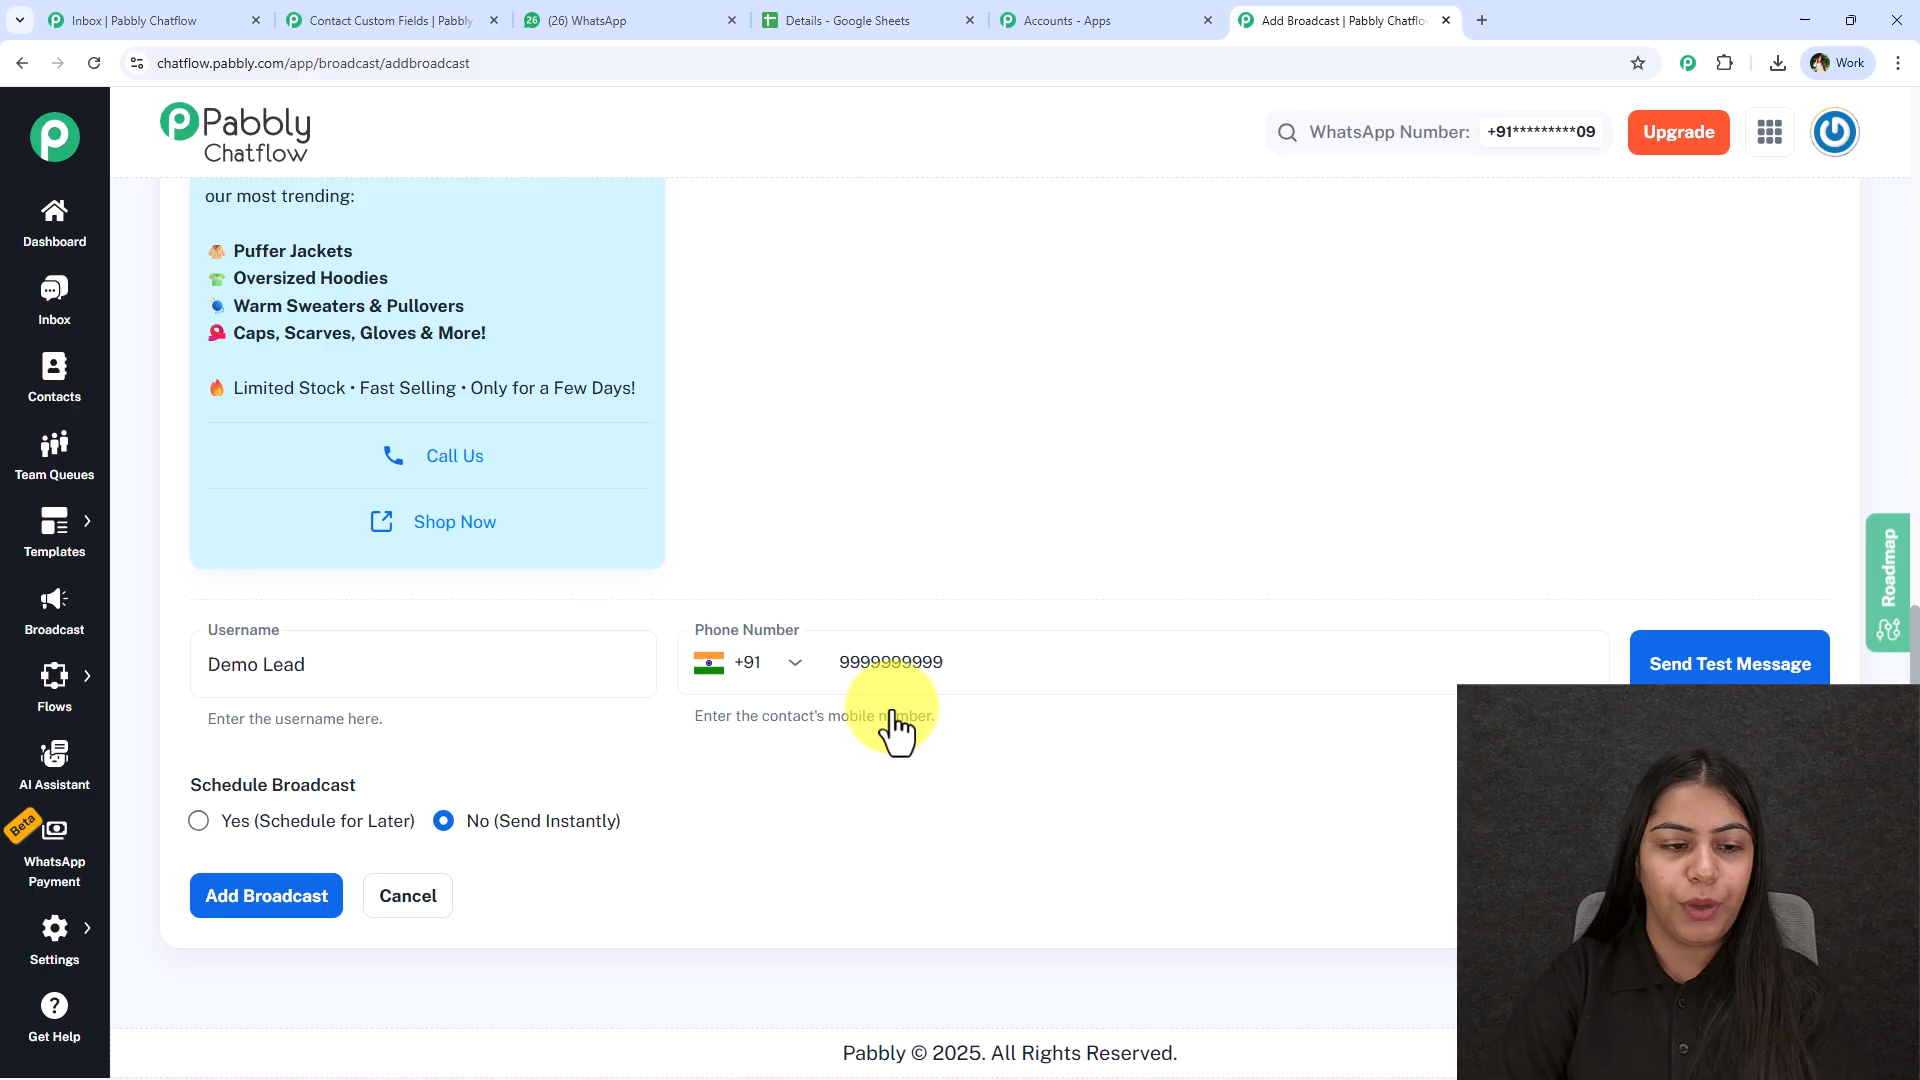 Inbox | Pabbly Chatflow
Contact Custom Fields | Pabbly
26
(26) WhatsApp
Details - Google Sheets
Accounts - Apps
Add Broadcast | Pabbly Chatflo
chatflow.pabbly.com/app/broadcast/addbroadcast
Work
Pabbly
Chatflow
WhatsApp Number:
+91*********09
Upgrade
Dashboard
Inbox
Contacts
Team Queues
Templates
Broadcast
Flows
AI Assistant
Beta
WhatsApp
Payment
Settings
Get Help
our most trending:
Puffer Jackets
Oversized Hoodies
Warm Sweaters & Pullovers
Caps, Scarves, Gloves & More!
Limited Stock • Fast Selling • Only for a Few Days!
Call Us
Shop Now
Roadmap
Username
Demo Lead
Enter the username here.
Phone Number
+91
9999999999
Enter the contact's mobile number.
Send Test Message
Schedule Broadcast
Yes (Schedule for Later)
No (Send Instantly)
Add Broadcast
Cancel
Pabbly © 2025. All Rights Reserved.